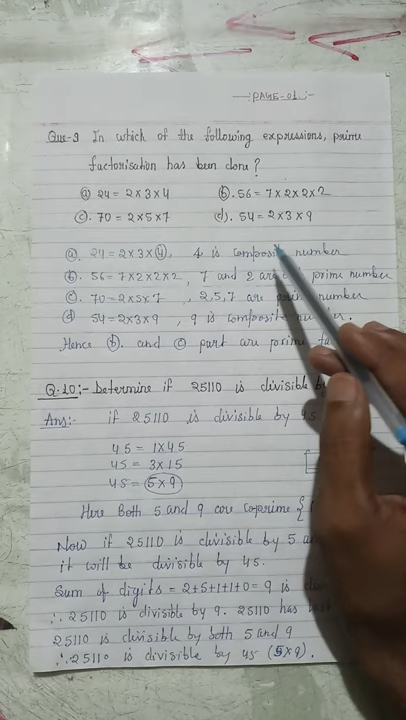 :- PAGE-01 :-
Que-9 In which of the following expressions, prime
factorisation has been done?
(a) 24 = 2×3×4 (b). 56 = 7×2×2×2
(c). 70 = 2×5×7 (d). 54 = 2×3×9
(a). 24 = 2×3×(4), 4 is composite number
(b). 56 = 7×2×2×2, 7 and 2 are prime number
(c). 70 = 2×5×7, 2,5,7 are prime number
(d) 54 = 2×3×9, 9 is composite number.
Hence (b). and (c) part are prime
Q.10:- Determine if 25110 is divisible by
Ans:- if 25110 is divisible by 45
45 = 1×45
45 = 3×15
45 = (5×9)
Here Both 5 and 9 are coprime {
Now if 25110 is divisible by 5
it will be divisible by 45.
Sum of digits = 2+5+1+1+0 = 9 is
∴ 25110 is divisible by 9. 25110 has
25110 is divisible by both 5 and 9
∴ 25110 is divisible by 45 (5×9).